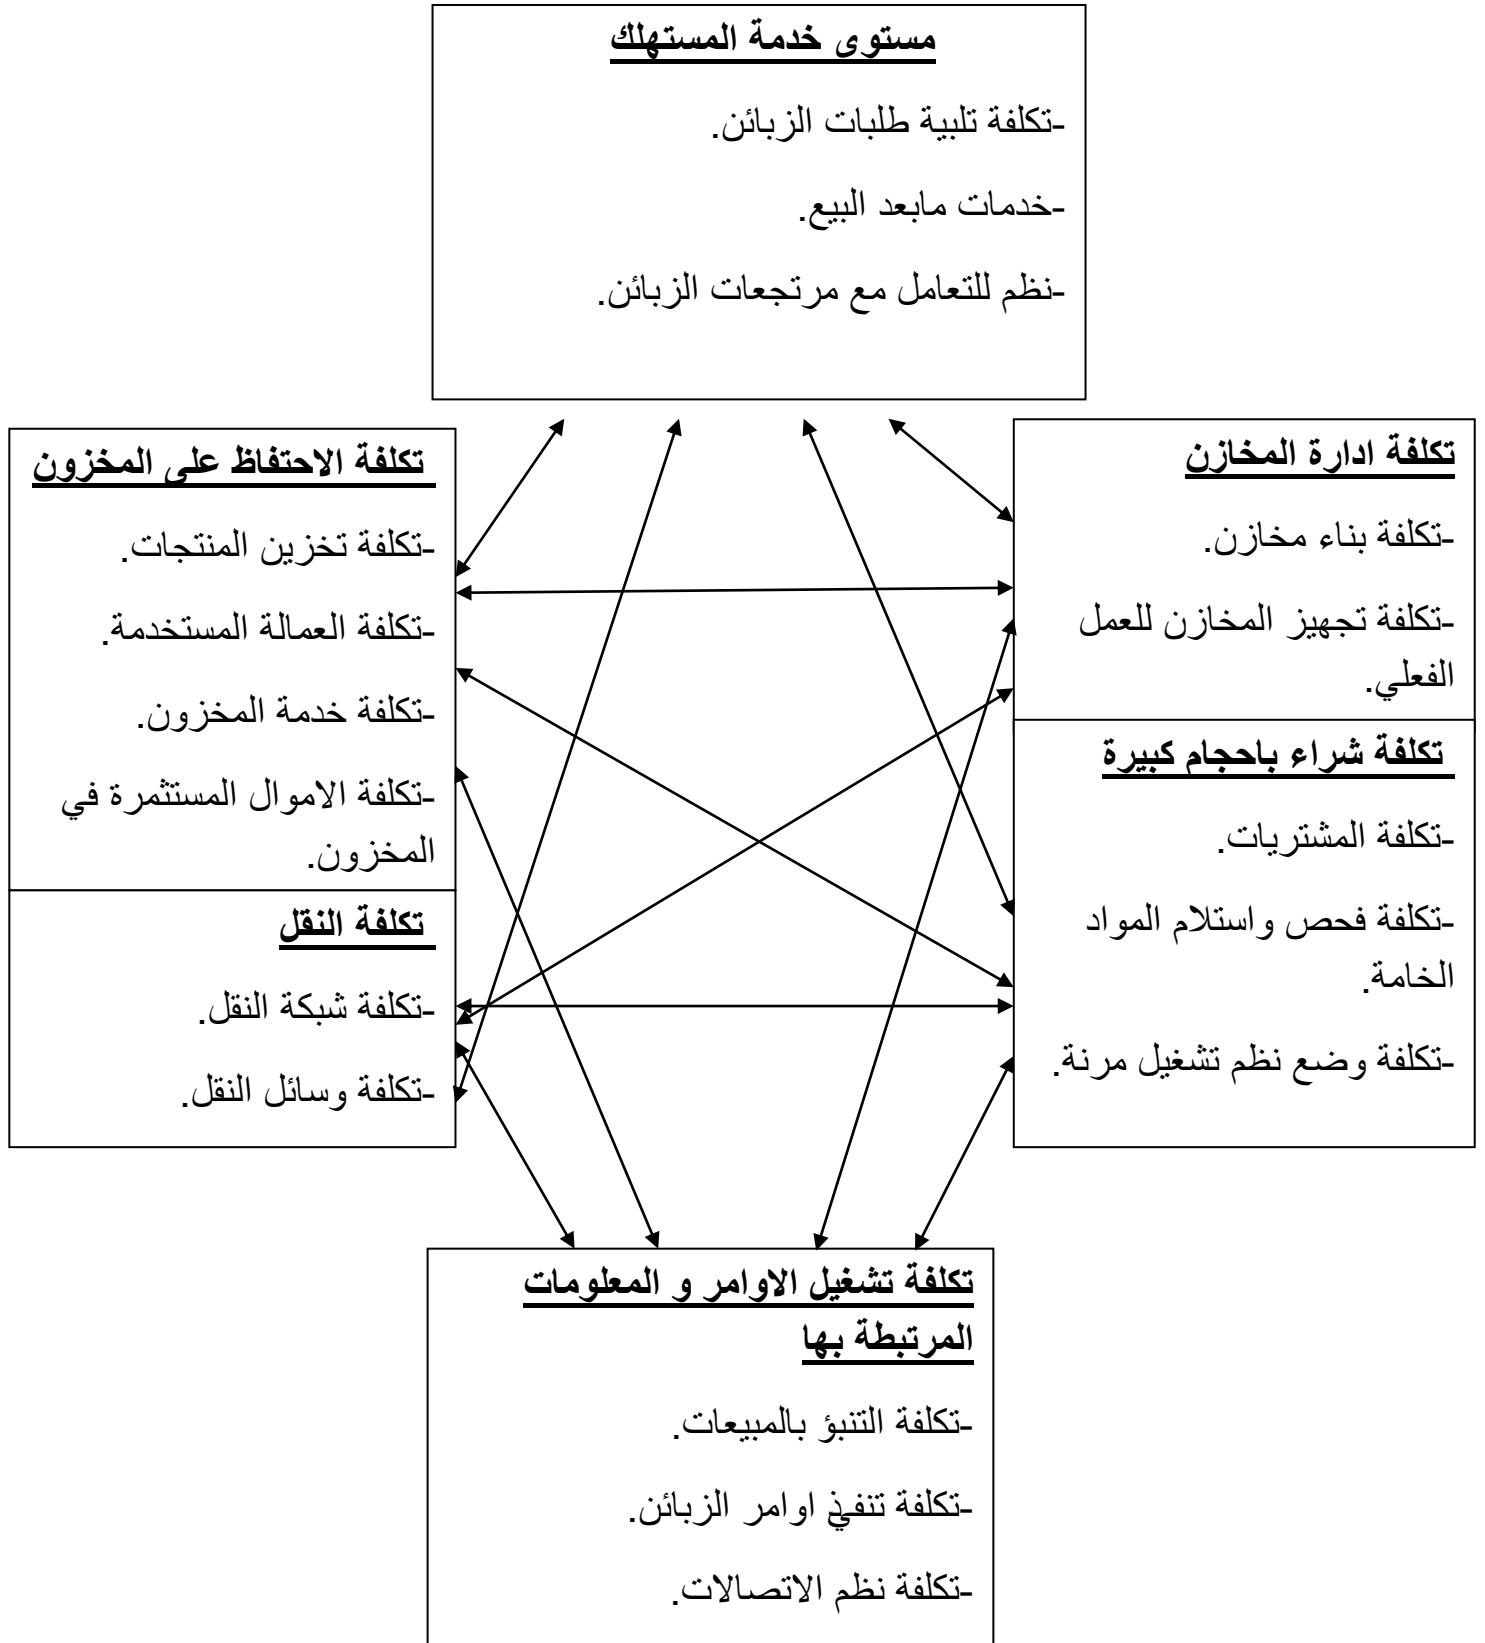 مستوى خدمة المستهلك
-تكلفة تلبية طلبات الزبائن.
-خدمات مابعد البيع.
-نظم للتعامل مع مرتجعات الزبائن.
تكلفة ادارة المخازن
-تكلفة بناء مخازن.
-تكلفة تجهيز المخازن للعمل
الفعلي.
تكلفة شراء باحجام كبيرة
-تكلفة المشتريات.
-تكلفة فحص واستلام المواد
الخامة.
-تكلفة وضع نظم تشغيل مرنة.
تكلفة الاحتفاظ على المخزون
-تكلفة تخزين المنتجات.
-تكلفة العمالة المستخدمة.
-تكلفة خدمة المخزون.
-تكلفة الاموال المستثمرة في
المخزون.
تكلفة النقل
-تكلفة شبكة النقل.
-تكلفة وسائل النقل.
تكلفة تشغيل الاوامر و المعلومات
المرتبطة بها
-تكلفة التنبؤ بالمبيعات.
-تكلفة تنفيذ اوامر الزبائن.
-تكلفة نظم الاتصالات.